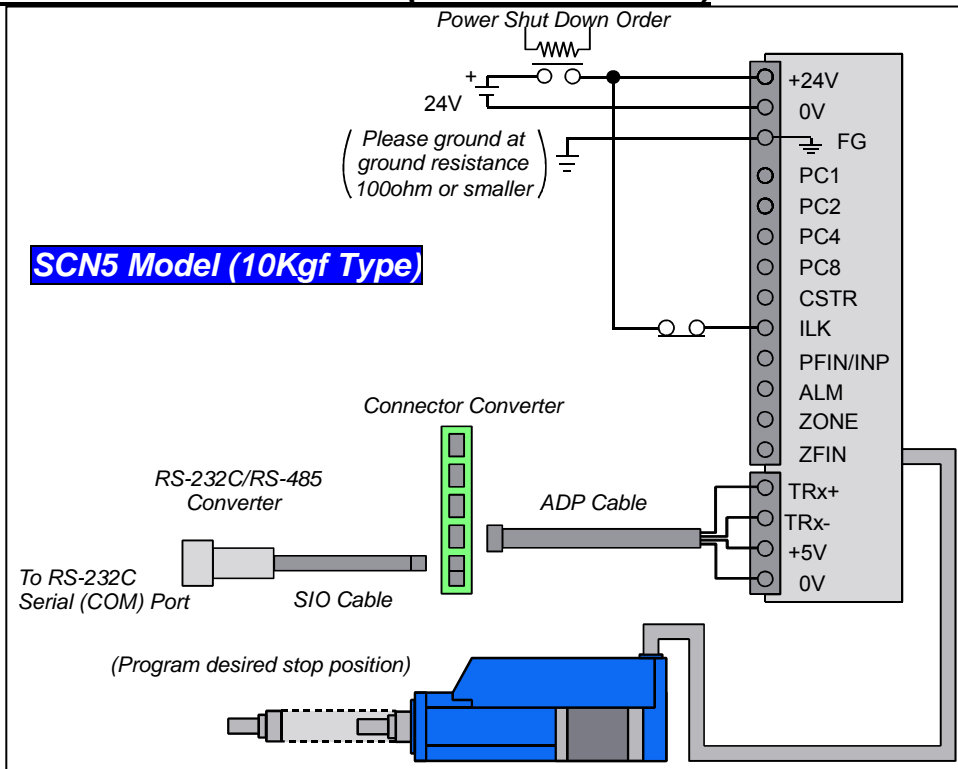 Power Shut Down Order
+
24V
+24V
0V
FG
Please ground at
ground resistance
100ohm or smaller
PC1
PC2
PC4
PC8
CSTR
ILK
PFIN/INP
ALM
ZONE
ZFIN
SCN5 Model (10Kgf Type)
Connector Converter
RS-232C/RS-485
Converter
ADP Cable
TRx+
TRx-
+5V
0V
To RS-232C
Serial (COM) Port
SIO Cable
(Program desired stop position)